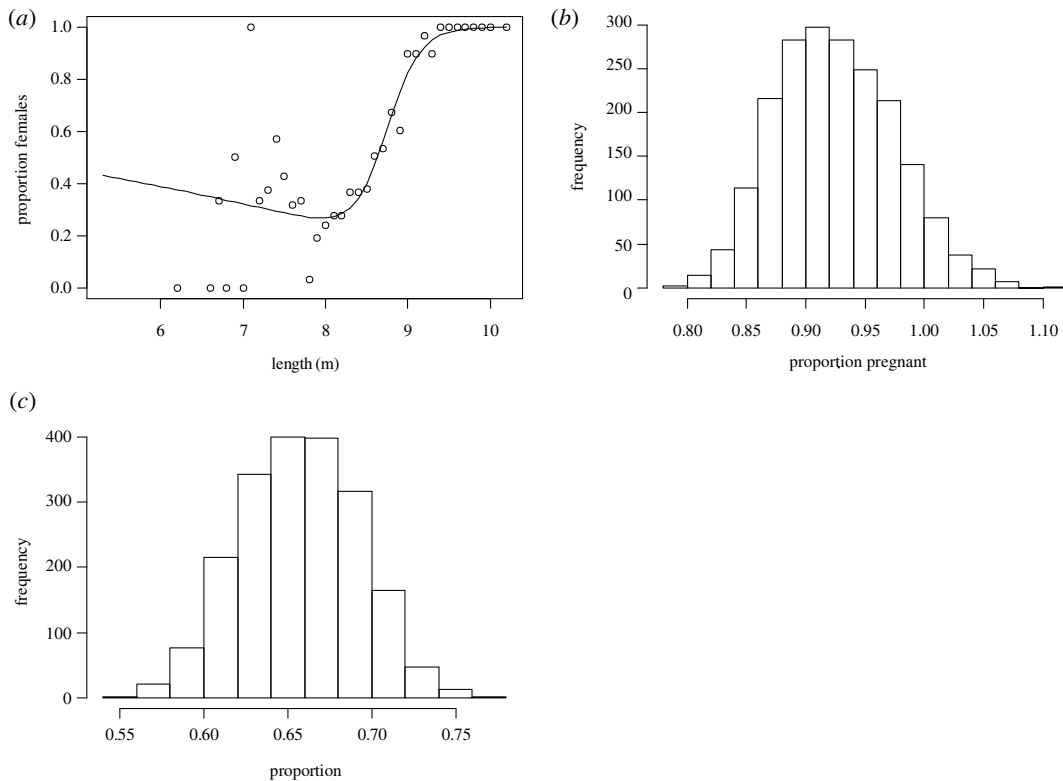 (a)
1.0
0.8
0.6
0.4
0.2
0.0
proportion females
6 7 8 9 10
length (m)
(b)
300
250
200
150
100
50
0
frequency
0.80 0.85 0.90 0.95 1.00 1.05 1.10
proportion pregnant
(c)
400
300
200
100
0
frequency
0.55 0.60 0.65 0.70 0.75
proportion